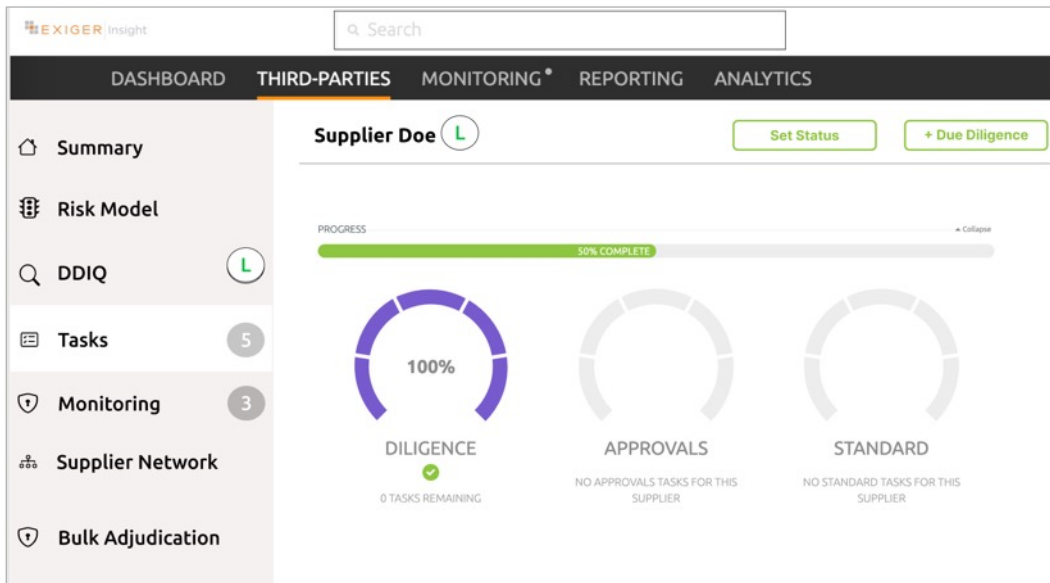 EXIGER Insight
Search
DASHBOARD THIRD-PARTIES MONITORING REPORTING ANALYTICS
Supplier Doe L
Set Status
+ Due Diligence
Summary
Risk Model
DDIQ L
Tasks 5
Monitoring 3
Supplier Network
Bulk Adjudication
PROGRESS
Collapse
50% COMPLETE
100%
DILIGENCE
0 TASKS REMAINING
APPROVALS
NO APPROVALS TASKS FOR THIS
SUPPLIER
STANDARD
NO STANDARD TASKS FOR THIS
SUPPLIER